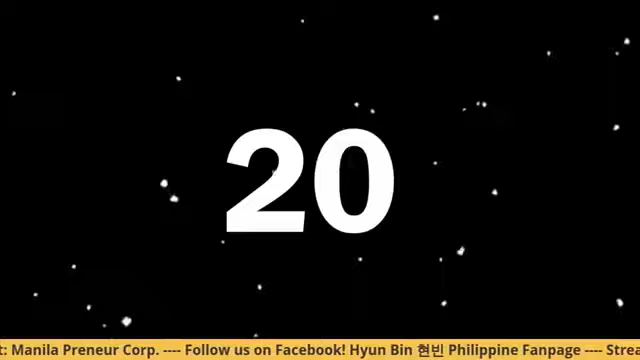 20
: Manila Preneur Corp. ---- Follow us on Facebook! Hyun Bin 현빈 Philippine Fanpage ----